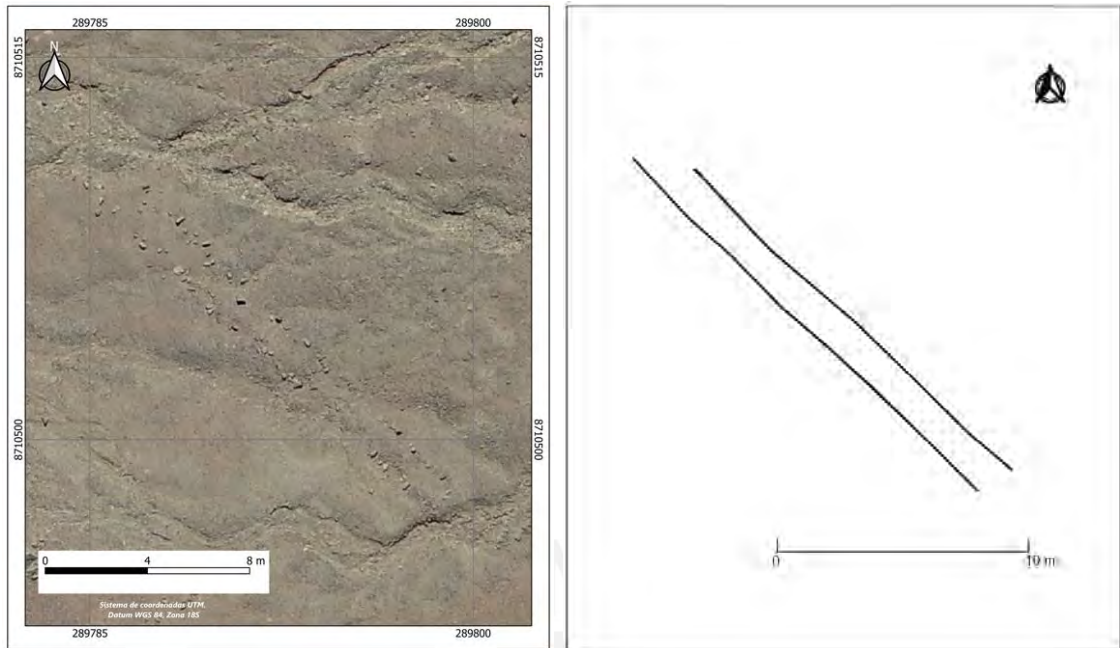 289785 289800
8710515 8710515
N
8710500 8710500
0 4 8 m
Sistema de coordenadas UTM.
Datum WGS 84. Zona 18S
289785 289800
0 10 m